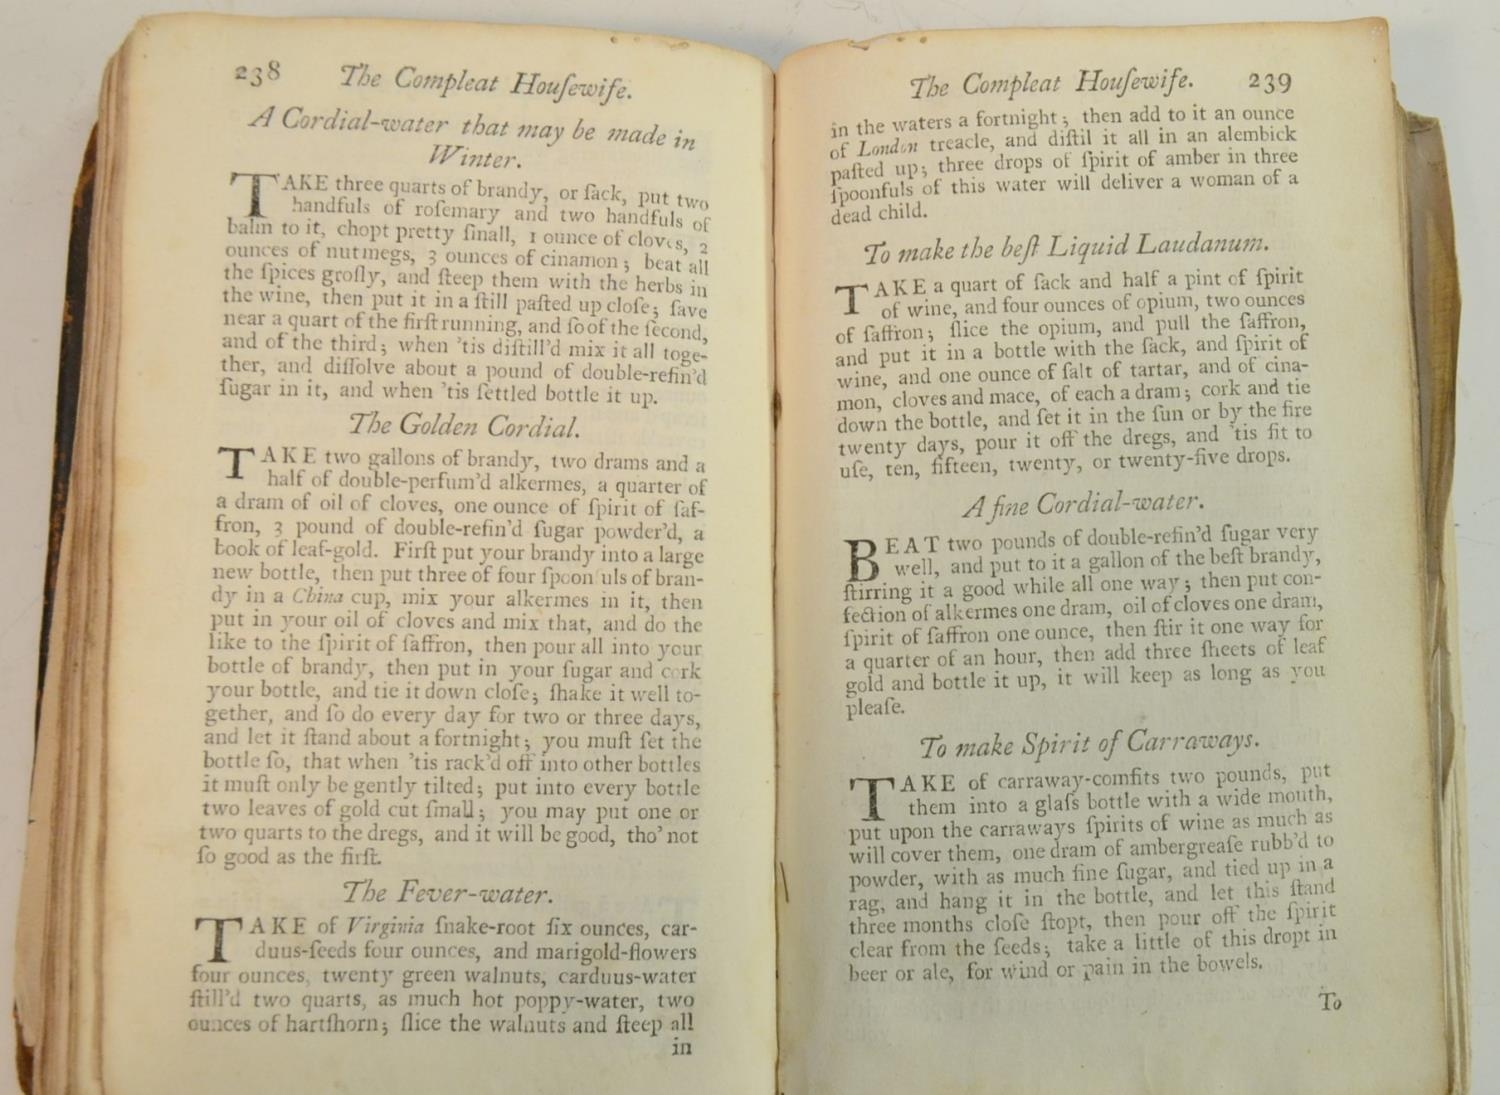 238 The Compleat Houſewife.
A Cordial-water that may be made in
Winter.
TAKE three quarts of brandy, or ſack, put two
handfuls of roſemary and two handfuls of
balm to it, chopt pretty ſmall, 1 ounce of cloves, 2
ounces of nutmegs, 3 ounces of cinamon; beat all
the ſpices groſly, and ſteep them with the herbs in
the wine, then put it in a ſtill paſted up cloſe; ſave
near a quart of the firſt running, and ſo of the ſecond,
and of the third; when 'tis diſtill'd mix it all toge-
ther, and diſſolve about a pound of double-refin'd
ſugar in it, and when 'tis ſettled bottle it up.
The Golden Cordial.
TAKE two gallons of brandy, two drams and a
half of double-perfum'd alkermes, a quarter of
a dram of oil of cloves, one ounce of ſpirit of ſaf-
fron, 3 pound of double-refin'd ſugar powder'd, a
book of leaf-gold. Firſt put your brandy into a large
new bottle, then put three of four ſpoon uls of bran-
dy in a China cup, mix your alkermes in it, then
put in your oil of cloves and mix that, and do the
like to the ſpirit of ſaffron, then pour all into your
bottle of brandy, then put in your ſugar and cork
your bottle, and tie it down cloſe; ſhake it well to-
gether, and ſo do every day for two or three days,
and let it ſtand about a fortnight; you muſt ſet the
bottle ſo, that when 'tis rack'd off into other bottles
it muſt only be gently tilted; put into every bottle
two leaves of gold cut ſmall; you may put one or
two quarts to the dregs, and it will be good, tho' not
ſo good as the firſt.
The Fever-water.
TAKE of Virginia ſnake-root ſix ounces, car-
duus-ſeeds four ounces, and marigold-flowers
four ounces, twenty green walnuts, carduus-water
ſtill'd two quarts, as much hot poppy-water, two
ounces of hartſhorn; ſlice the walnuts and ſteep all
in
The Compleat Houſewife. 239
in the waters a fortnight; then add to it an ounce
of London treacle, and diſtil it all in an alembick
paſted up; three drops of ſpirit of amber in three
ſpoonfuls of this water will deliver a woman of a
dead child.
To make the beſt Liquid Laudanum.
TAKE a quart of ſack and half a pint of ſpirit
of wine, and four ounces of opium, two ounces
of ſaffron; ſlice the opium, and pull the ſaffron,
and put it in a bottle with the ſack, and ſpirit of
wine, and one ounce of ſalt of tartar, and of cina-
mon, cloves and mace, of each a dram; cork and tie
down the bottle, and ſet it in the ſun or by the fire
twenty days, pour it off the dregs, and 'tis fit to
uſe, ten, fifteen, twenty, or twenty-five drops.
A fine Cordial-water.
BEAT two pounds of double-refin'd ſugar very
well, and put to it a gallon of the beſt brandy,
ſtirring it a good while all one way; then put con-
fection of alkermes one dram, oil of cloves one dram,
ſpirit of ſaffron one ounce, then ſtir it one way for
a quarter of an hour, then add three ſheets of leaf
gold and bottle it up, it will keep as long as you
pleaſe.
To make Spirit of Carraways.
TAKE of carraway-comfits two pounds, put
them into a glaſs bottle with a wide mouth,
put upon the carraways ſpirits of wine as much as
will cover them, one dram of ambergreaſe rubb'd to
powder, with as much fine ſugar, and tied up in a
rag, and hang it in the bottle, and let this ſtand
three months cloſe ſtopt, then pour off the ſpirit
clear from the ſeeds; take a little of this dropt in
beer or ale, for wind or pain in the bowels.
To